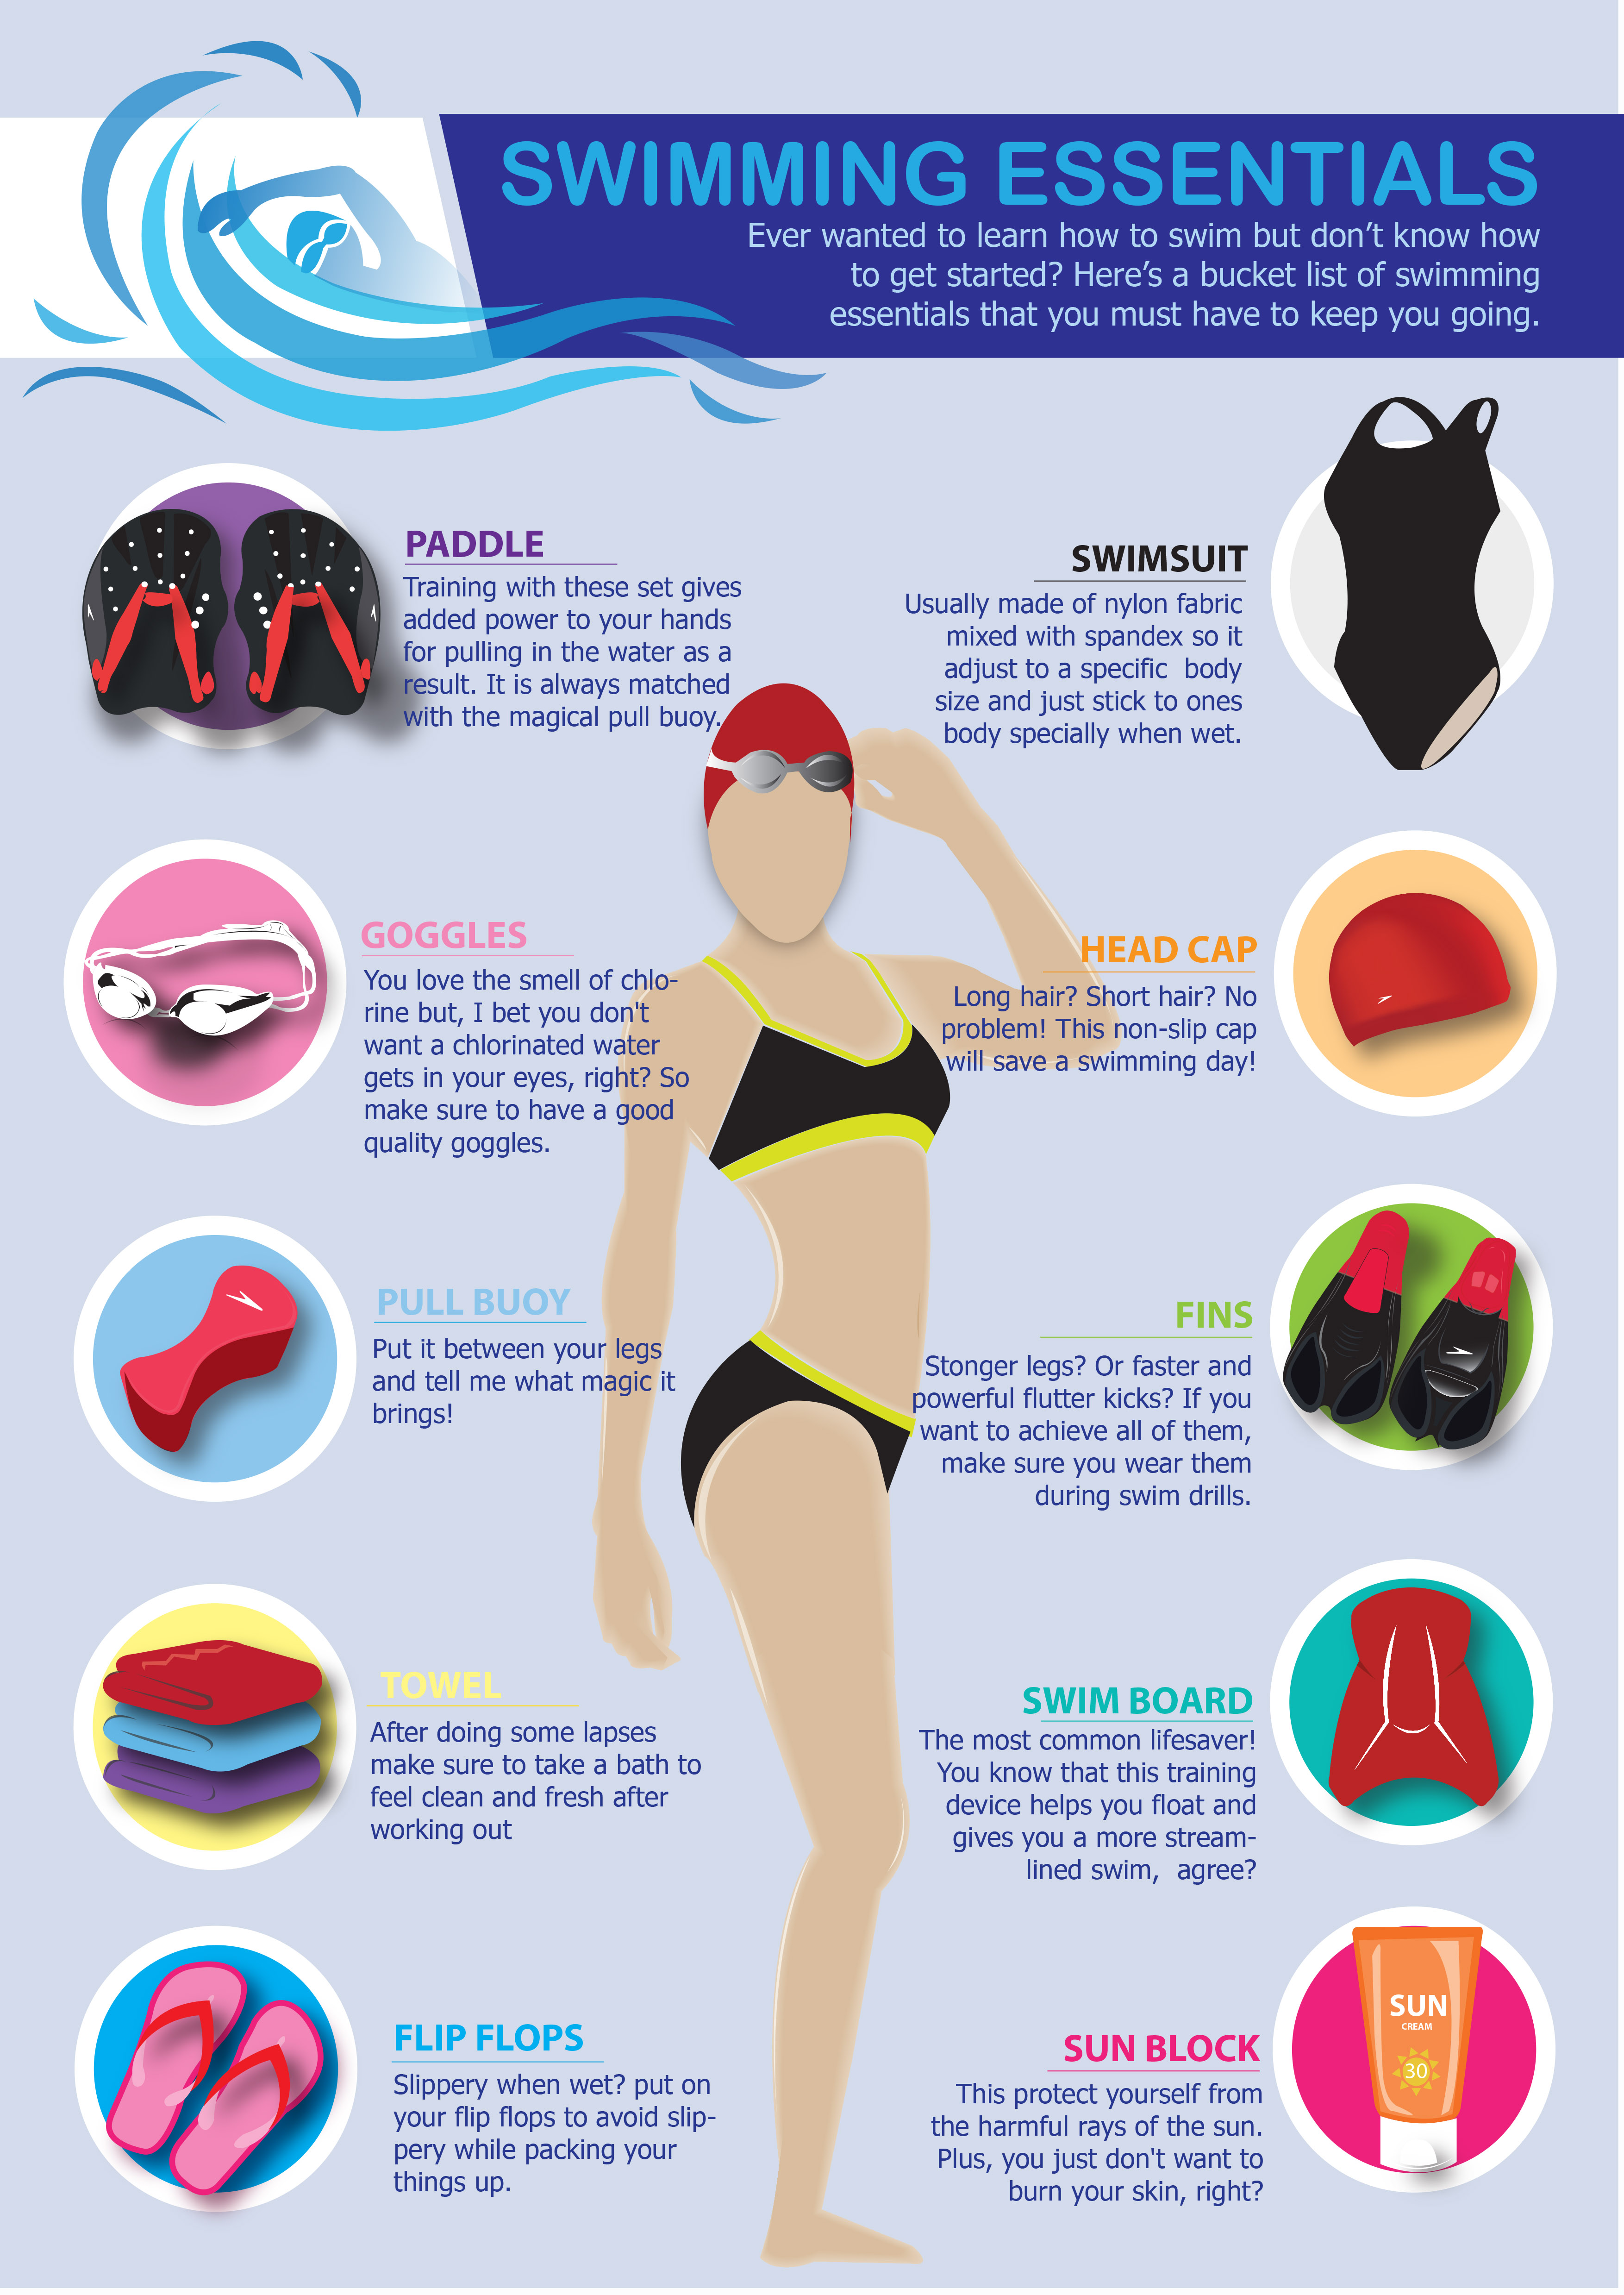 SWIMMING ESSENTIALS
Ever wanted to learn how to swim but don't know how
to get started? Here's a bucket list of swimming
essentials that you must have to keep you going.
PADDLE
Training with these set gives
added power to your hands
for pulling in the water as a
result. It is always matched
with the magical pull buoy.
SWIMSUIT
Usually made of nylon fabric
mixed with spandex so it
adjust to a specific  body
size and just stick to ones
body specially when wet.
GOGGLES
You love the smell of chlo-
rine but, I bet you don't
want a chlorinated water
gets in your eyes, right? So
make sure to have a good
quality goggles.
HEAD CAP
Long hair? Short hair? No
problem! This non-slip cap
will save a swimming day!
PULL BUOY
Put it between your legs
and tell me what magic it
brings!
FINS
Stonger legs? Or faster and
powerful flutter kicks? If you
want to achieve all of them,
make sure you wear them
during swim drills.
TOWEL
After doing some lapses
make sure to take a bath to
feel clean and fresh after
working out
SWIM BOARD
The most common lifesaver!
You know that this training
device helps you float and
gives you a more stream-
lined swim,  agree?
FLIP FLOPS
Slippery when wet? put on
your flip flops to avoid slip-
pery while packing your
things up.
SUN BLOCK
This protect yourself from
the harmful rays of the sun.
Plus, you just don't want to
burn your skin, right?
SUN
CREAM
30